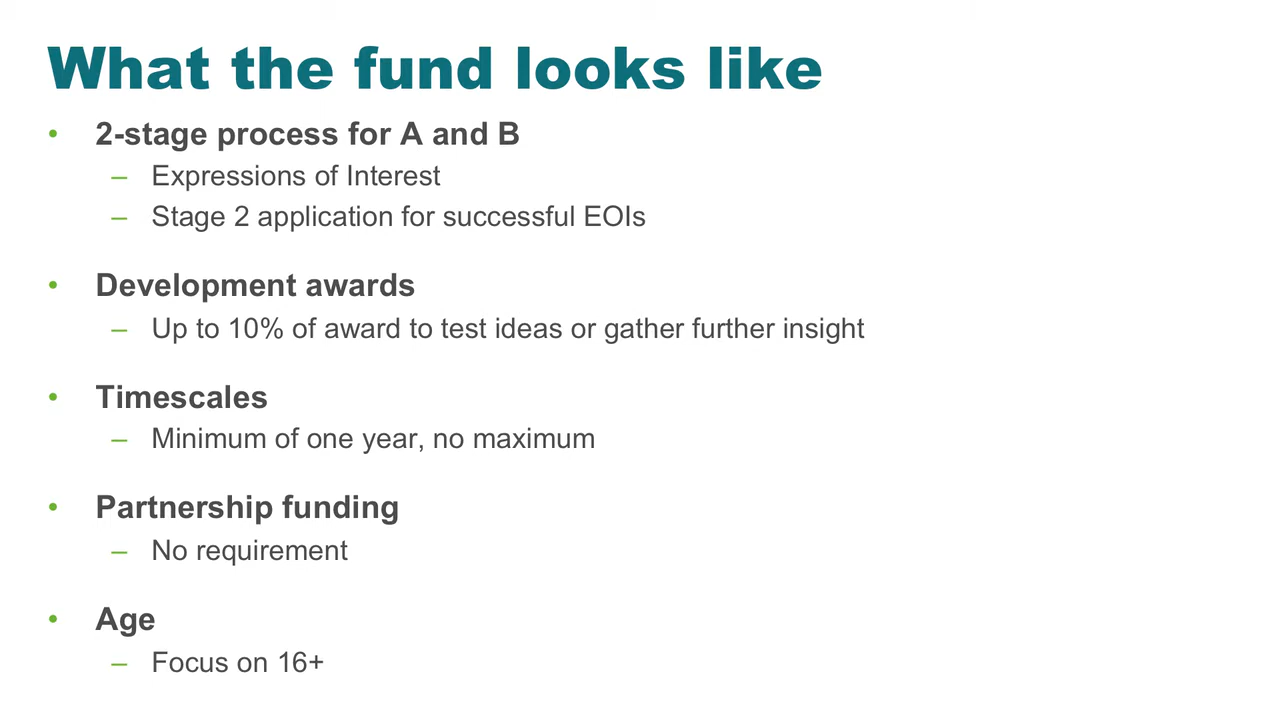 What the fund looks like
• 2-stage process for A and B
– Expressions of Interest
– Stage 2 application for successful EOIs
• Development awards
– Up to 10% of award to test ideas or gather further insight
• Timescales
– Minimum of one year, no maximum
• Partnership funding
– No requirement
• Age
– Focus on 16+